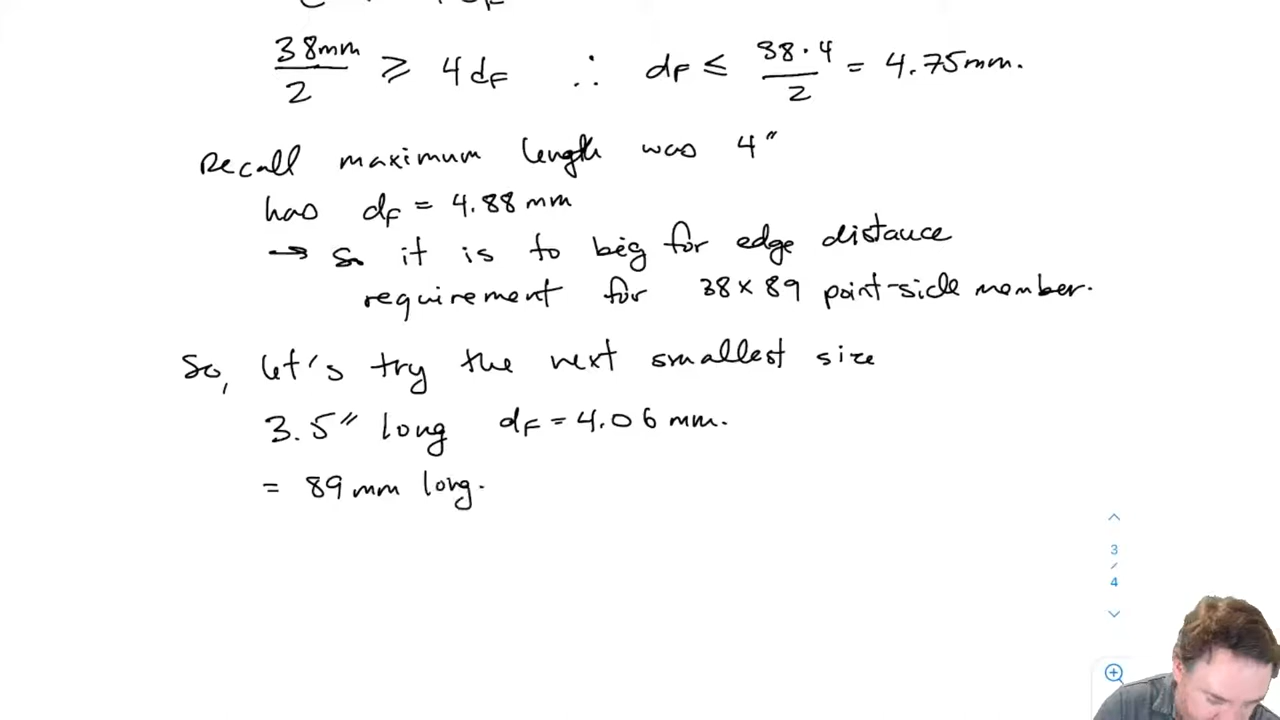 38mm/2 ≥ 4dF ∴ dF ≤ 38·4/2 = 4.75mm.
Recall maximum length was 4"
has dF = 4.88 mm
→ So it is to big for edge distance
requirement for 38×89 point-side member.
So, let's try the next smallest size
3.5" long dF = 4.06 mm.
= 89 mm long.
3
/
4